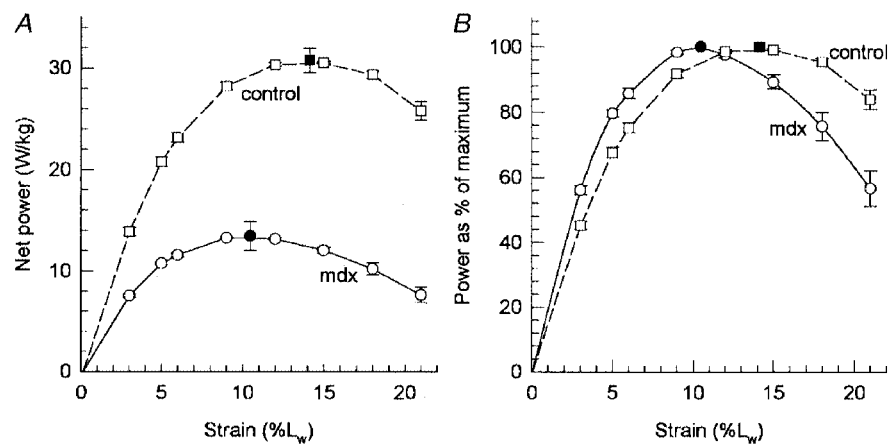 A
Net power (W/kg)
30
20
10
0
control
mdx
0
5
10
15
20
Strain (%Lw)
B
Power as % of maximum
100
80
60
40
20
0
control
mdx
0
5
10
15
20
Strain (%Lw)